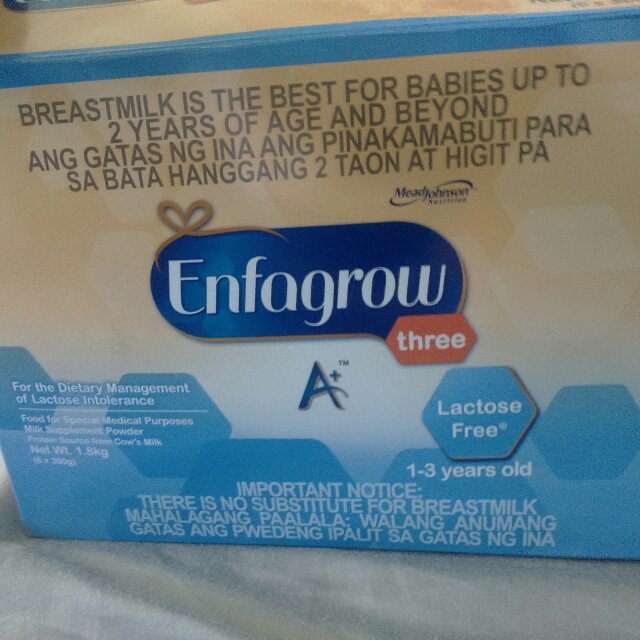 BREASTMILK IS THE BEST FOR BABIES UP TO
2 YEARS OF AGE AND BEYOND
ANG GATAS NG INA ANG PINAKAMABUTI PARA
SA BATA HANGGANG 2 TAON AT HIGIT PA
MeadJohnson
Nutrition
Enfagrow
three
A+™
For the Dietary Management
of Lactose Intolerance
Food for Special Medical Purposes
Milk Supplement Powder
Protein Source from Cow's Milk
Net Wt. 1.8kg
(6 x 300g)
Lactose
Free®
1-3 years old
IMPORTANT NOTICE:
THERE IS NO SUBSTITUTE FOR BREASTMILK
MAHALAGANG PAALALA: WALANG ANUMANG
GATAS ANG PWEDENG IPALIT SA GATAS NG INA